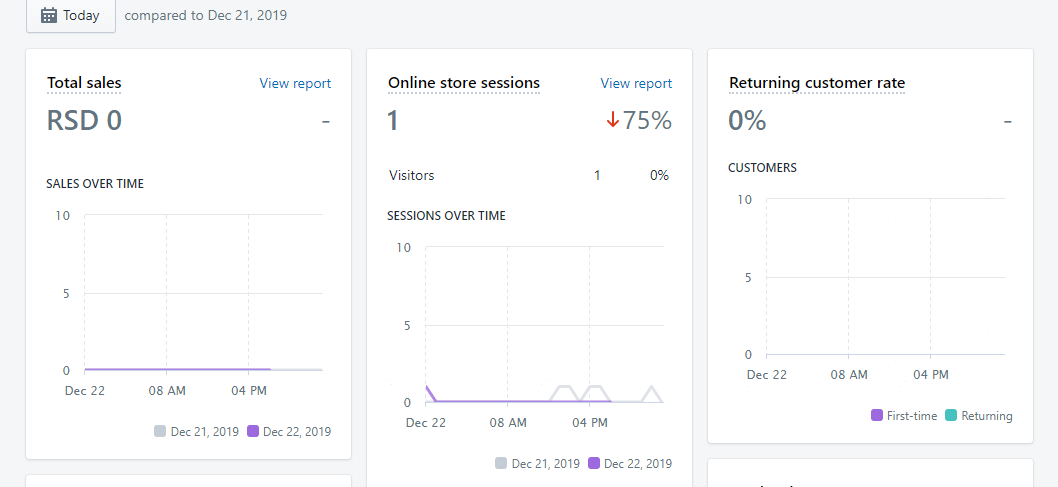 Today compared to Dec 21, 2019
Total sales View report
RSD 0 -
SALES OVER TIME
10
5
0
Dec 22 08 AM 04 PM
Dec 21, 2019 Dec 22, 2019
Online store sessions View report
1 ↓75%
Visitors 1 0%
SESSIONS OVER TIME
10
5
0
Dec 22 08 AM 04 PM
Dec 21, 2019 Dec 22, 2019
Returning customer rate
0% -
CUSTOMERS
10
5
0
Dec 22 08 AM 04 PM
First-time Returning